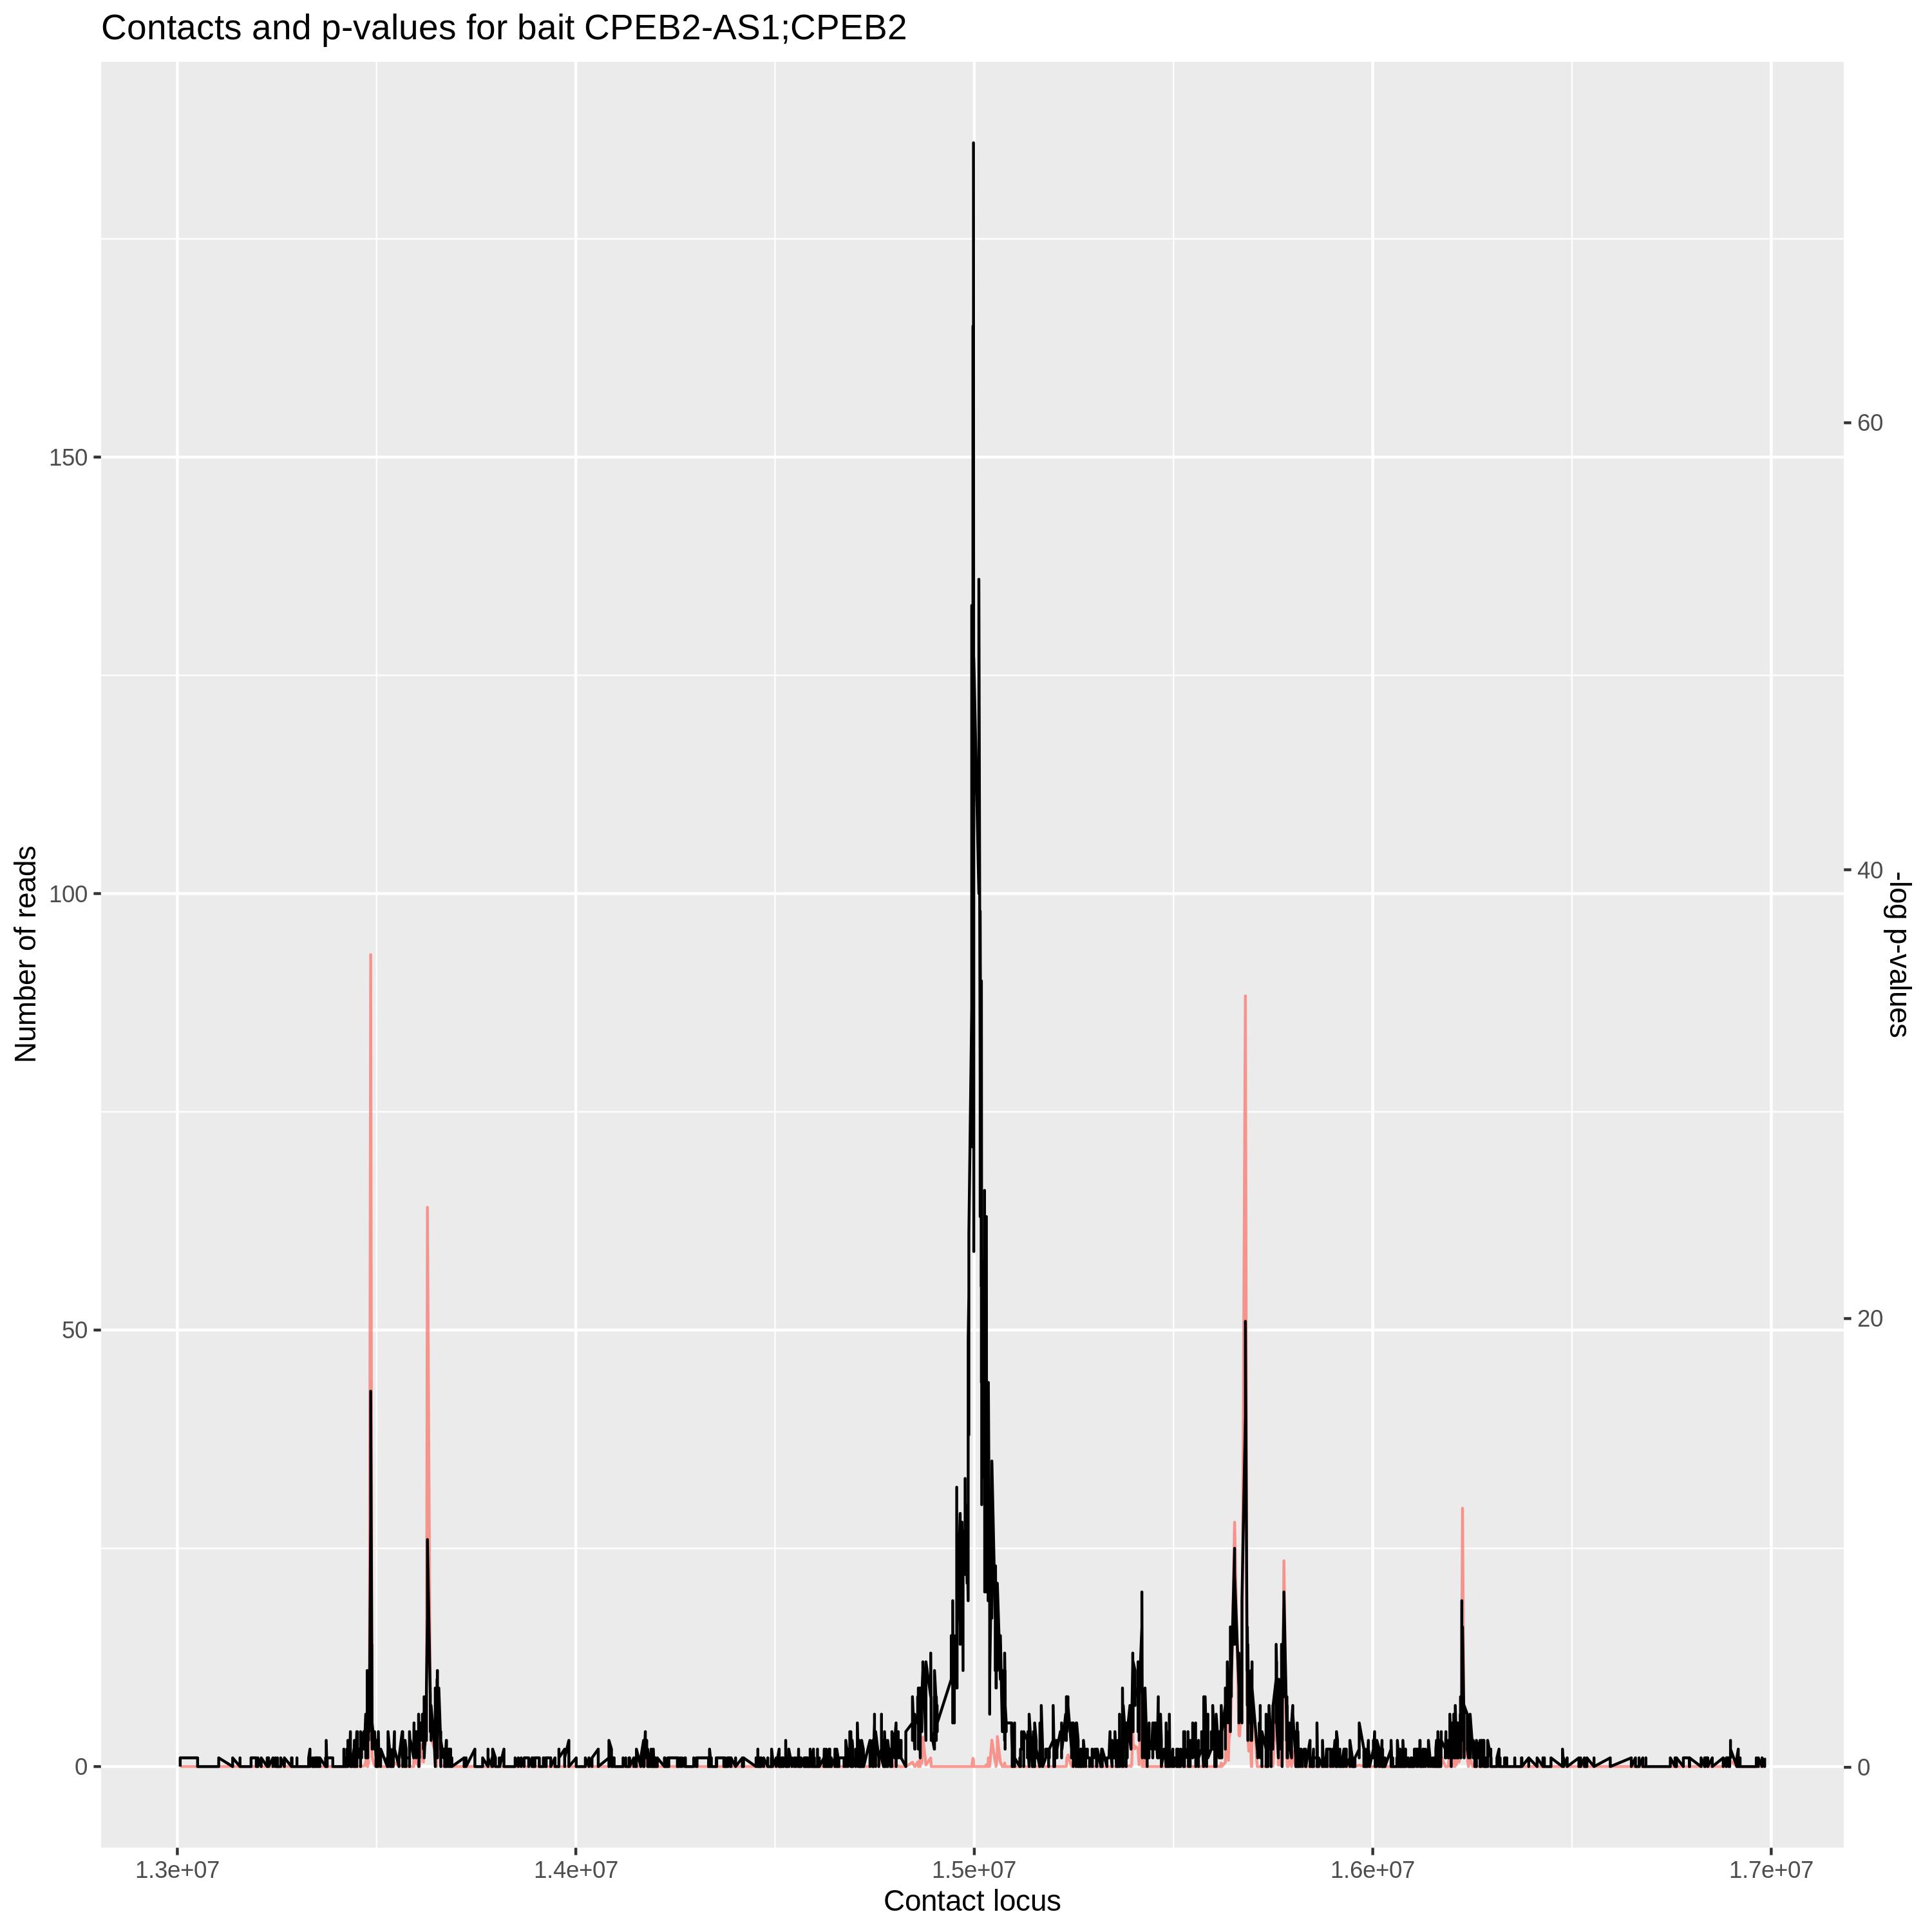 Contacts and p-values for bait CPEB2-AS1;CPEB2
150
100
50
0
Number of reads
60
40
20
0
-log p-values
1.3e+07
1.4e+07
1.5e+07
1.6e+07
1.7e+07
Contact locus